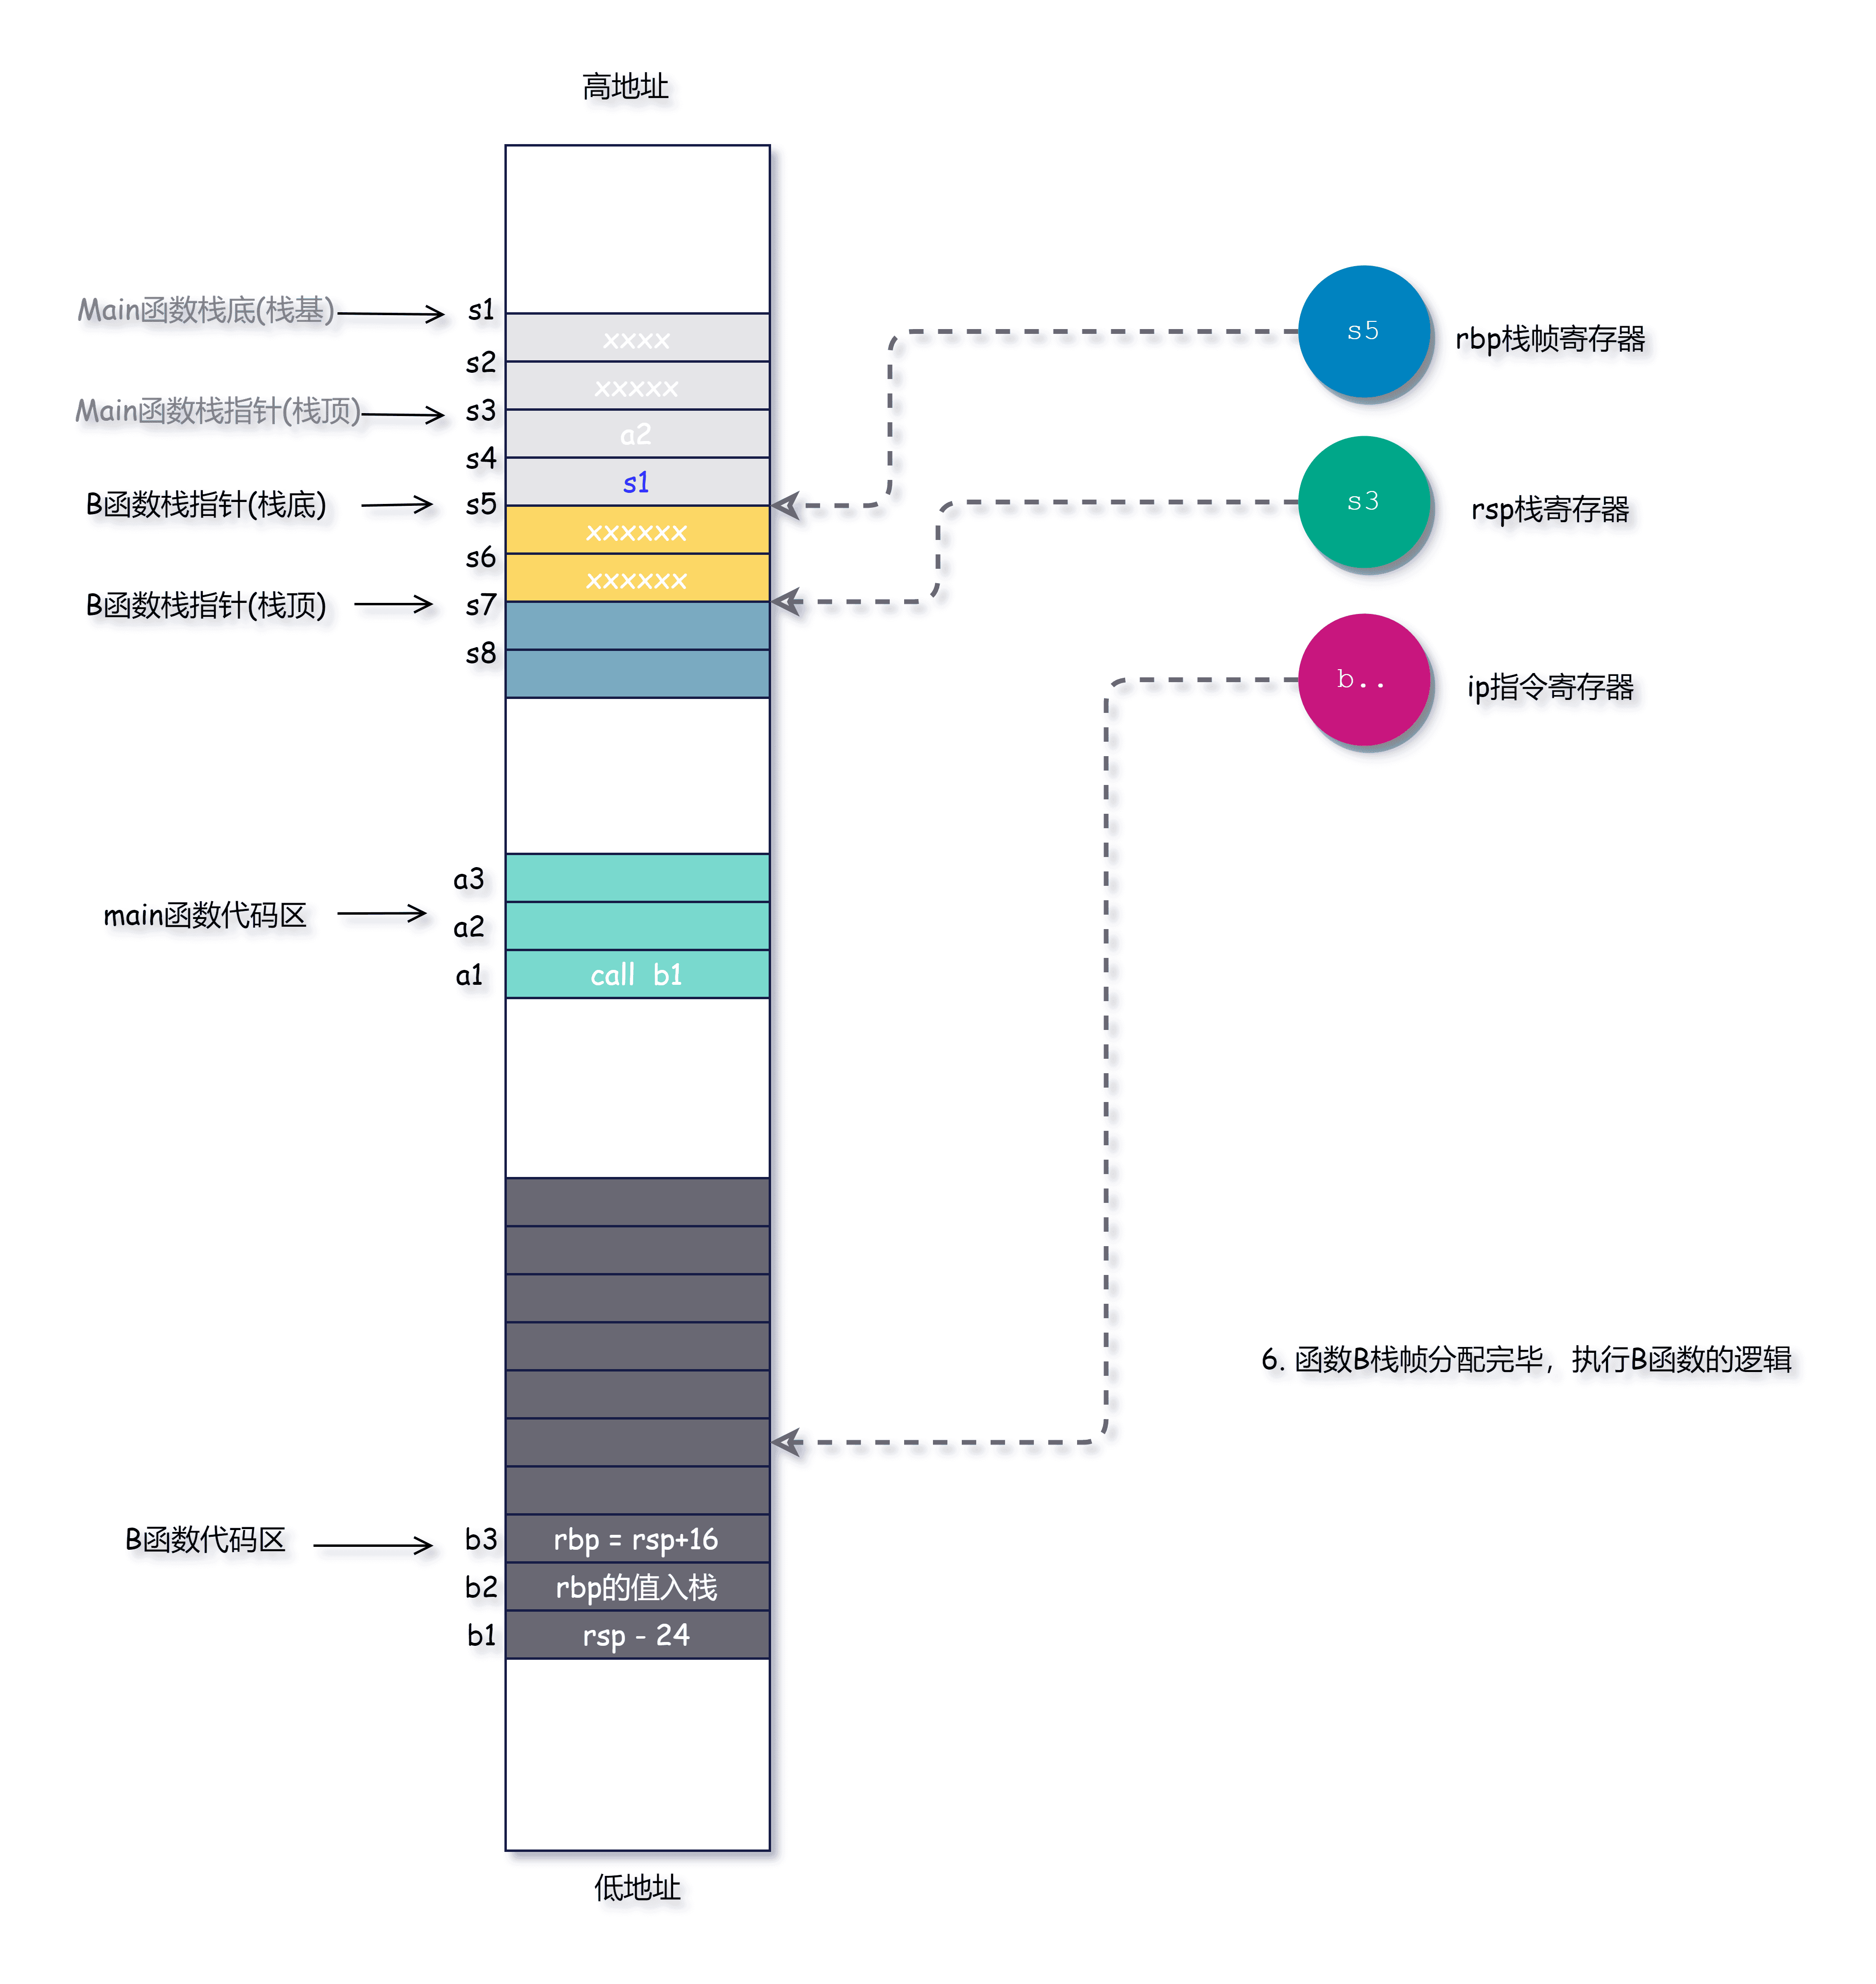 高地址
Main函数栈底(栈基)
s1
xxxx
s2
xxxxx
Main函数栈指针(栈顶)
s3
a2
s4
s1
B函数栈指针(栈底)
s5
xxxxxx
s6
xxxxxx
B函数栈指针(栈顶)
s7
s8
s5
rbp栈帧寄存器
s3
rsp栈寄存器
b..
ip指令寄存器
a3
main函数代码区
a2
a1
call b1
6. 函数B栈帧分配完毕，执行B函数的逻辑
B函数代码区
b3
rbp = rsp+16
b2
rbp的值入栈
b1
rsp - 24
低地址